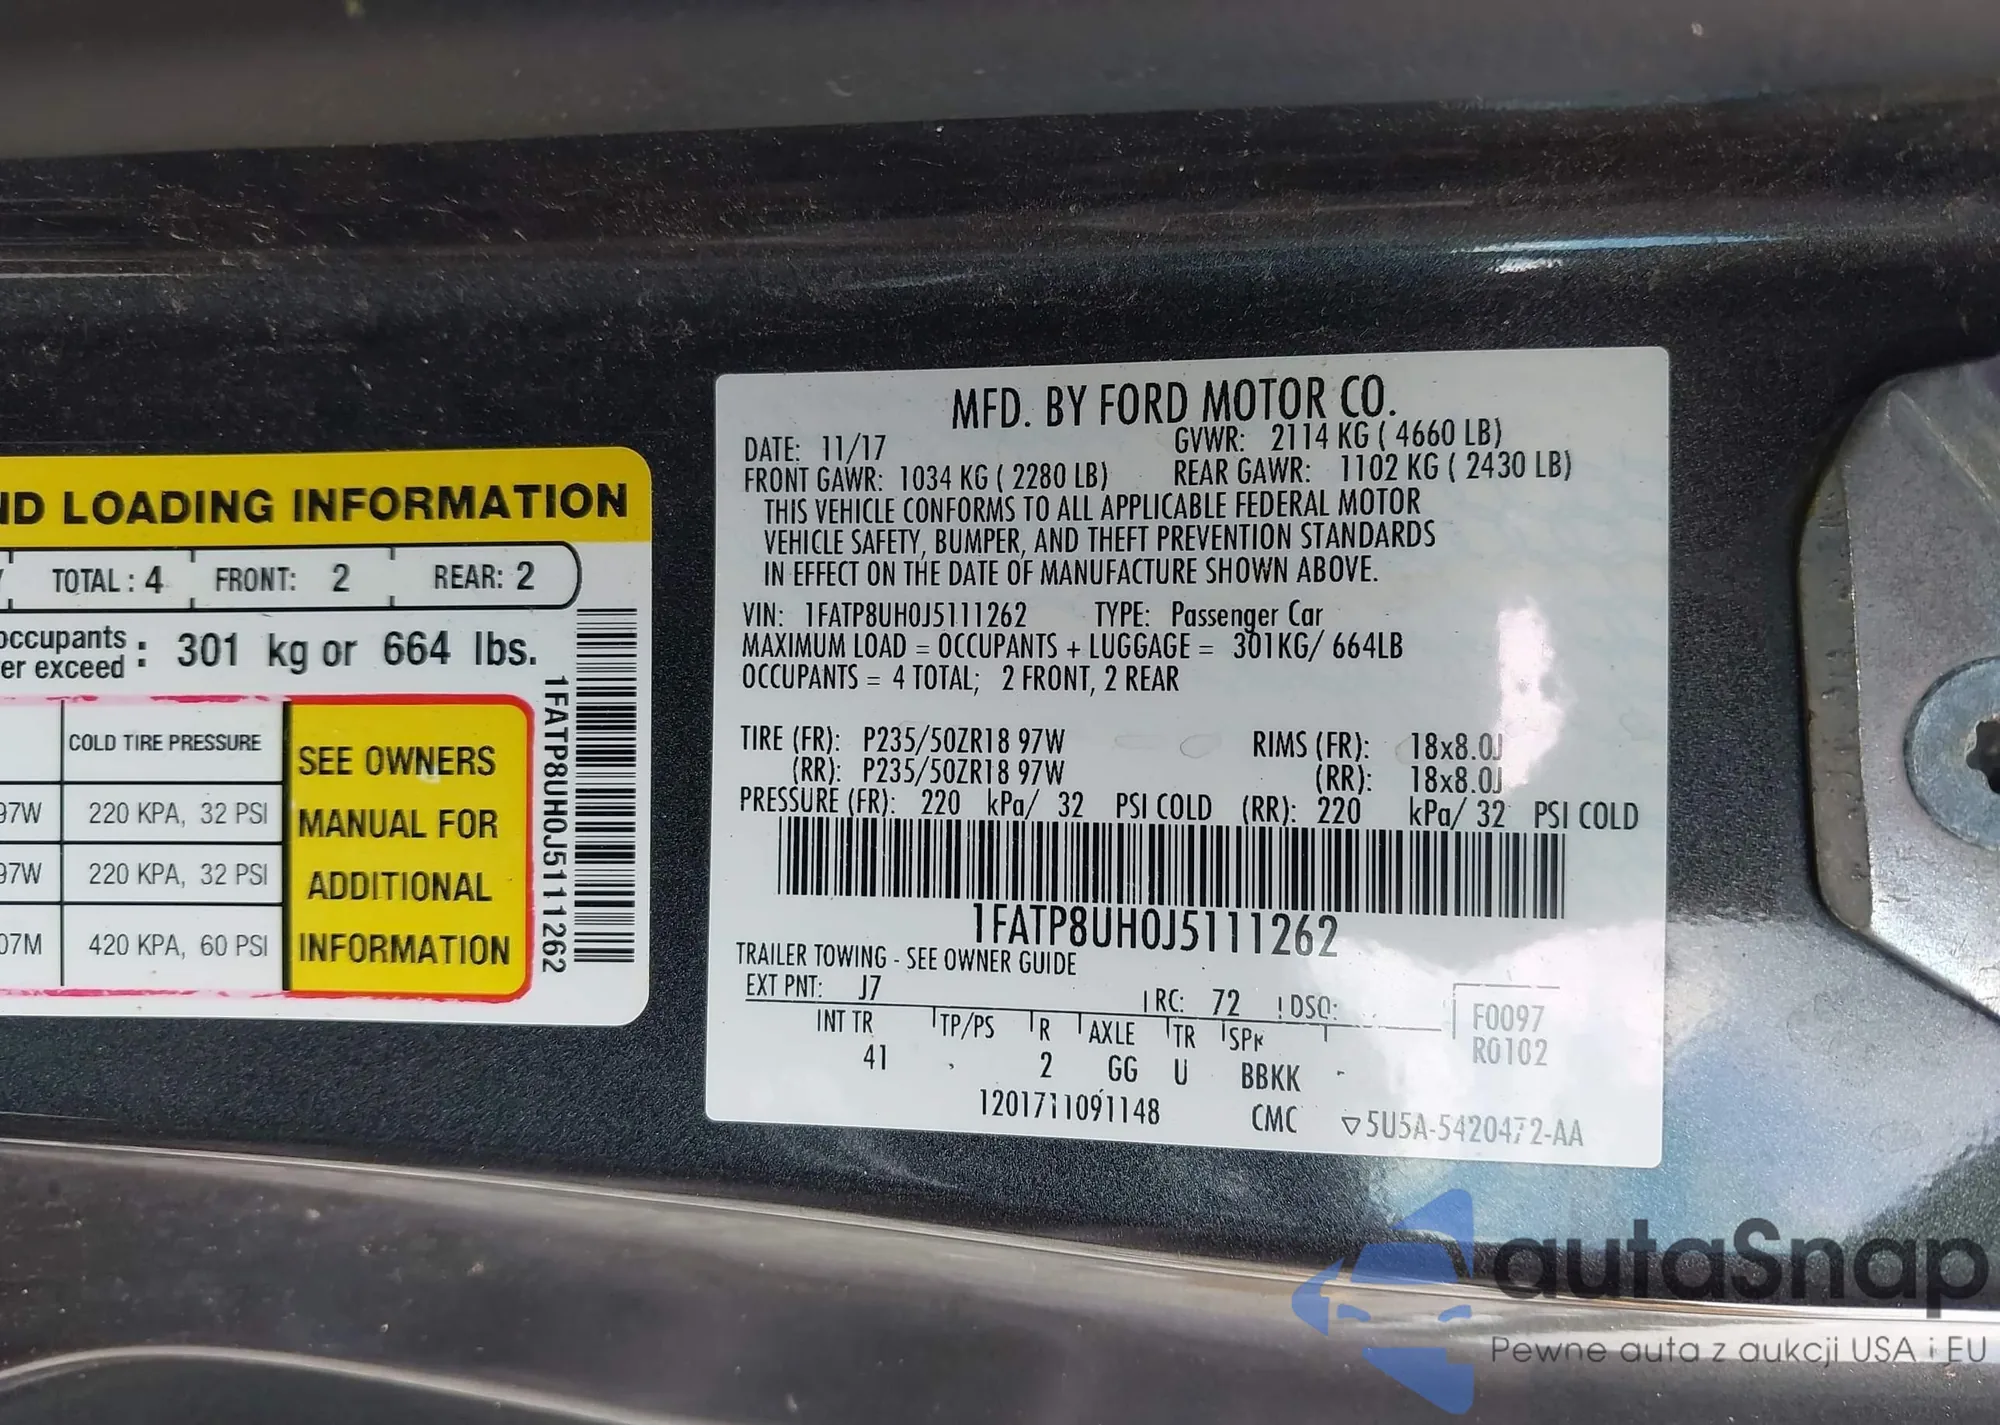 ND LOADING INFORMATION
TOTAL : 4 FRONT: 2 REAR: 2
occupants : 301 kg or 664 lbs.
er exceed
COLD TIRE PRESSURE
97W 220 KPA, 32 PSI
97W 220 KPA, 32 PSI
07M 420 KPA, 60 PSI
SEE OWNERS
MANUAL FOR
ADDITIONAL
INFORMATION
1FATP8UH0J5111262
MFD. BY FORD MOTOR CO.
DATE: 11/17 GVWR: 2114 KG ( 4660 LB)
FRONT GAWR: 1034 KG ( 2280 LB) REAR GAWR: 1102 KG ( 2430 LB)
THIS VEHICLE CONFORMS TO ALL APPLICABLE FEDERAL MOTOR
VEHICLE SAFETY, BUMPER, AND THEFT PREVENTION STANDARDS
IN EFFECT ON THE DATE OF MANUFACTURE SHOWN ABOVE.
VIN: 1FATP8UH0J5111262 TYPE: Passenger Car
MAXIMUM LOAD = OCCUPANTS + LUGGAGE = 301KG/ 664LB
OCCUPANTS = 4 TOTAL; 2 FRONT, 2 REAR
TIRE (FR): P235/50ZR18 97W RIMS (FR): 18x8.0J
(RR): P235/50ZR18 97W (RR): 18x8.0J
PRESSURE (FR): 220 kPa/ 32 PSI COLD (RR): 220 kPa/ 32 PSI COLD
1FATP8UH0J5111262
TRAILER TOWING - SEE OWNER GUIDE
EXT PNT: J7 RC: 72 DSO: F0097
INT TR TP/PS R AXLE TR SPR R0102
41 2 GG U BBKK
1201711091148 CMC ▽5U5A-5420472-AA
autaSnap
Pewne auta z aukcji USA i EU